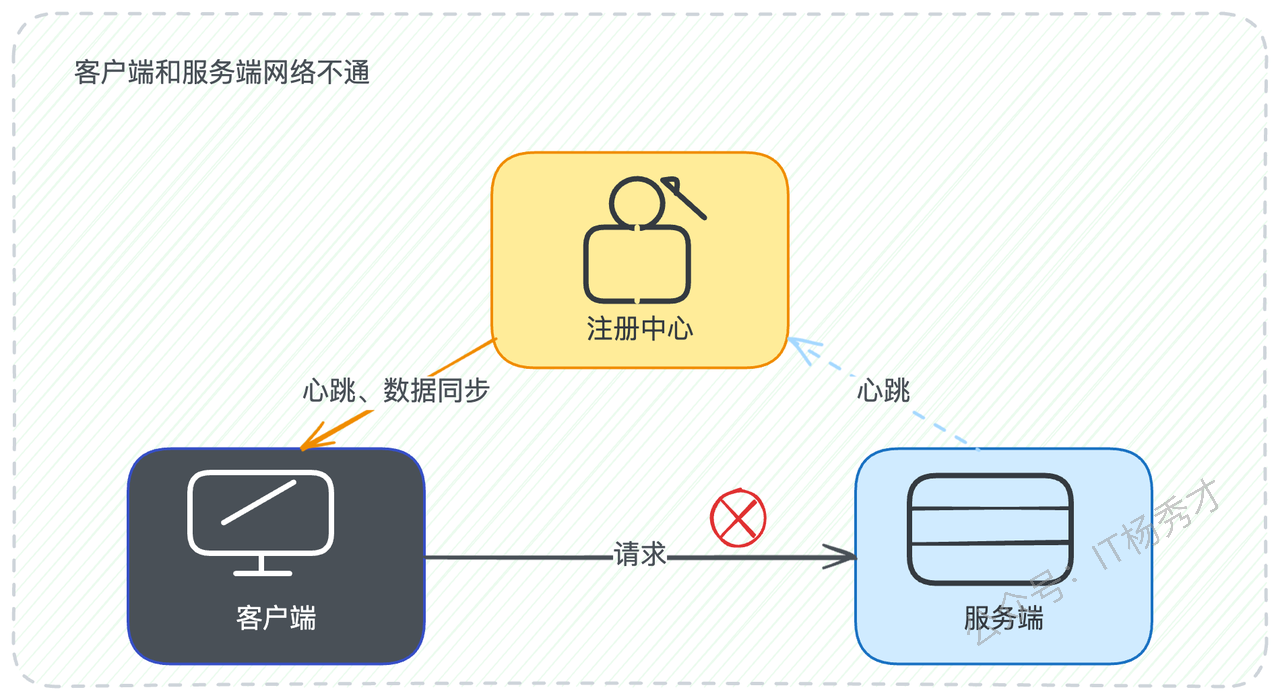 客户端和服务端网络不通
注册中心
心跳、数据同步
心跳
请求
客户端
服务端
公众号：IT杨秀才